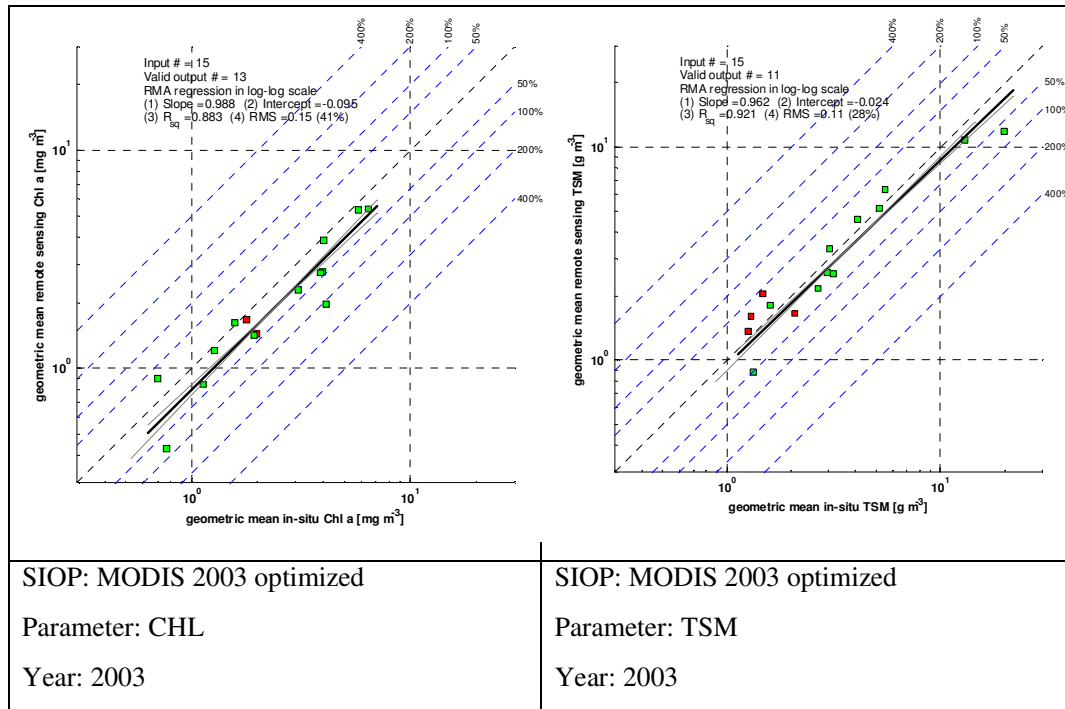 400%
200%
100%
50%
Input # = 15
Valid output # = 13
RMA regression in log-log scale
(1) Slope =0.988 (2) Intercept =-0.095
(3) R_sq =0.883 (4) RMS =0.15 (41%)
50%
100%
200%
400%
10^1
10^0
geometric mean remote sensing Chl a [mg m^-3]
10^0
10^1
geometric mean in-situ Chl a [mg m^-3]
400%
200%
100%
50%
Input # = 15
Valid output # = 11
RMA regression in log-log scale
(1) Slope =0.962 (2) Intercept =-0.024
(3) R_sq =0.921 (4) RMS =0.11 (28%)
50%
100%
200%
400%
10^1
10^0
geometric mean remote sensing TSM [g m^-3]
10^0
10^1
geometric mean in-situ TSM [g m^-3]
SIOP: MODIS 2003 optimized
Parameter: CHL
Year: 2003
SIOP: MODIS 2003 optimized
Parameter: TSM
Year: 2003